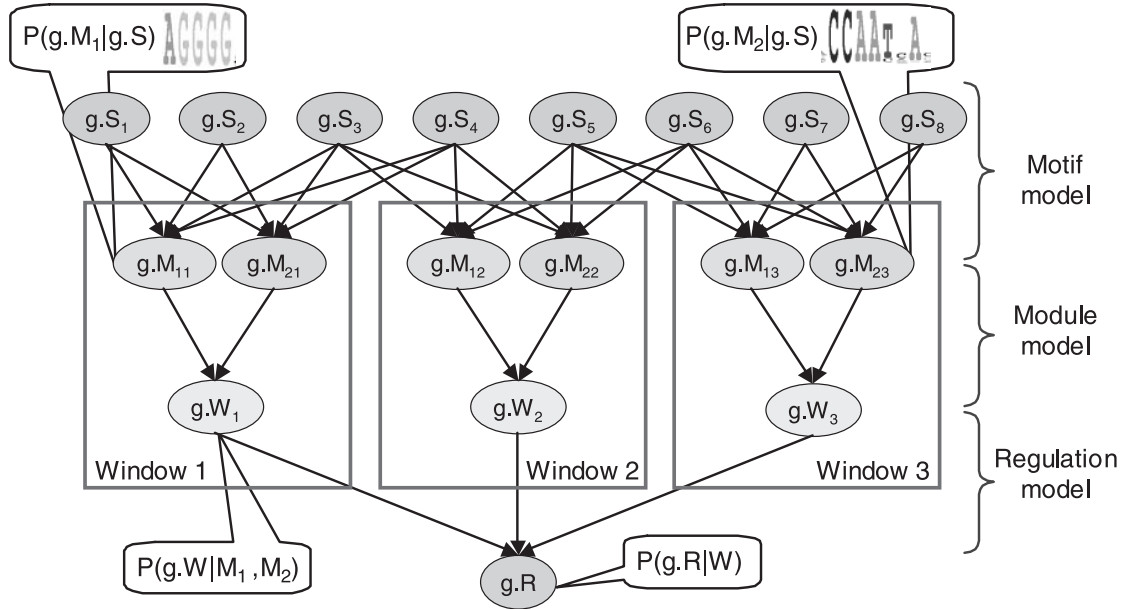 P(g.M₁|g.S) AGGGG
P(g.M₂|g.S) CCAAT A
g.S₁ g.S₂ g.S₃ g.S₄ g.S₅ g.S₆ g.S₇ g.S₈
Motif
model
g.M₁₁ g.M₂₁ g.M₁₂ g.M₂₂ g.M₁₃ g.M₂₃
Module
model
g.W₁ g.W₂ g.W₃
Window 1 Window 2 Window 3
Regulation
model
P(g.W|M₁,M₂)
g.R
P(g.R|W)